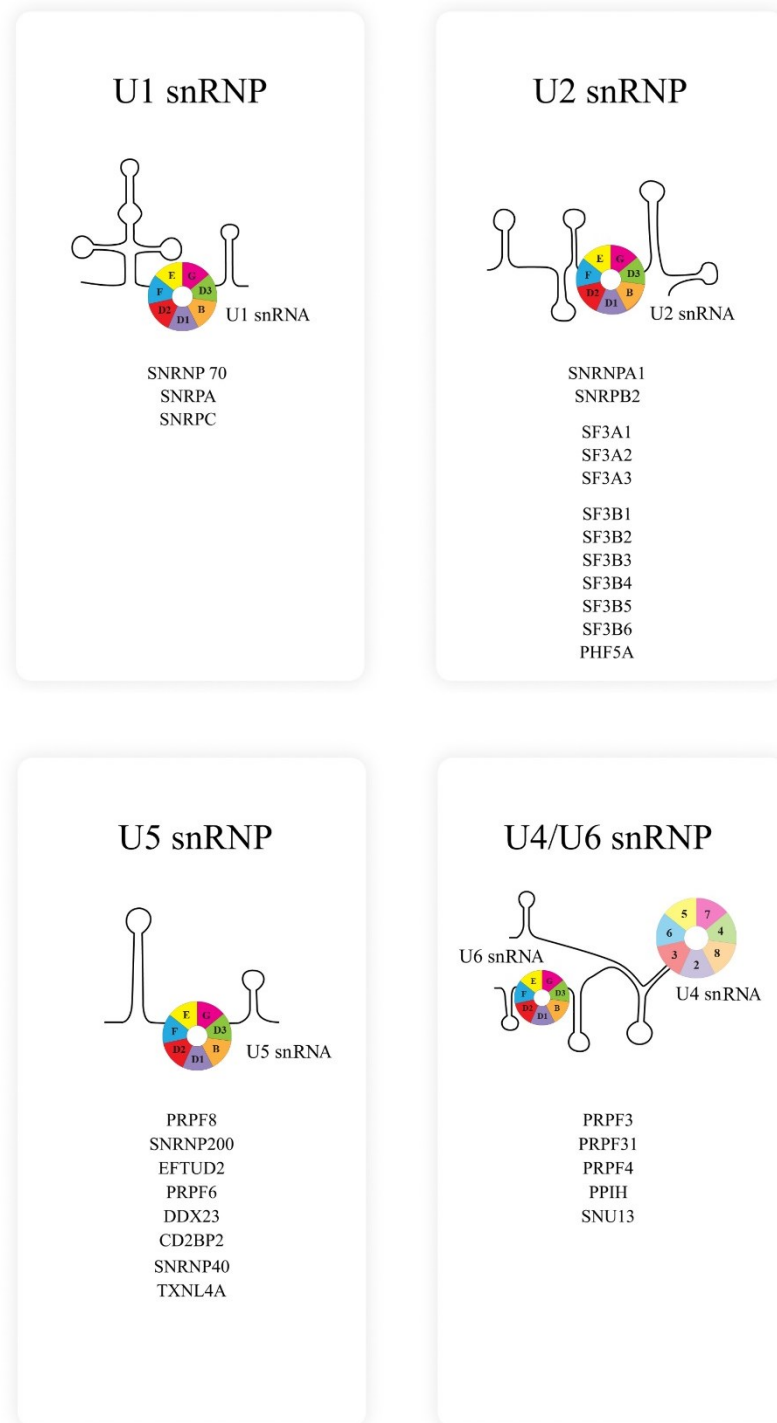 U1 snRNP
E G
F D3
D2 B
D1
U1 snRNA
SNRNP 70
SNRPA
SNRPC
U2 snRNP
E G
F D3
D2 B
D1
U2 snRNA
SNRNPA1
SNRPB2
SF3A1
SF3A2
SF3A3
SF3B1
SF3B2
SF3B3
SF3B4
SF3B5
SF3B6
PHF5A
U5 snRNP
E G
F D3
D2 B
D1
U5 snRNA
PRPF8
SNRNP200
EFTUD2
PRPF6
DDX23
CD2BP2
SNRNP40
TXNL4A
U4/U6 snRNP
5 7
6 4
3 8
2
U6 snRNA
U4 snRNA
E G
F D3
D2 B
D1
PRPF3
PRPF31
PRPF4
PPIH
SNU13